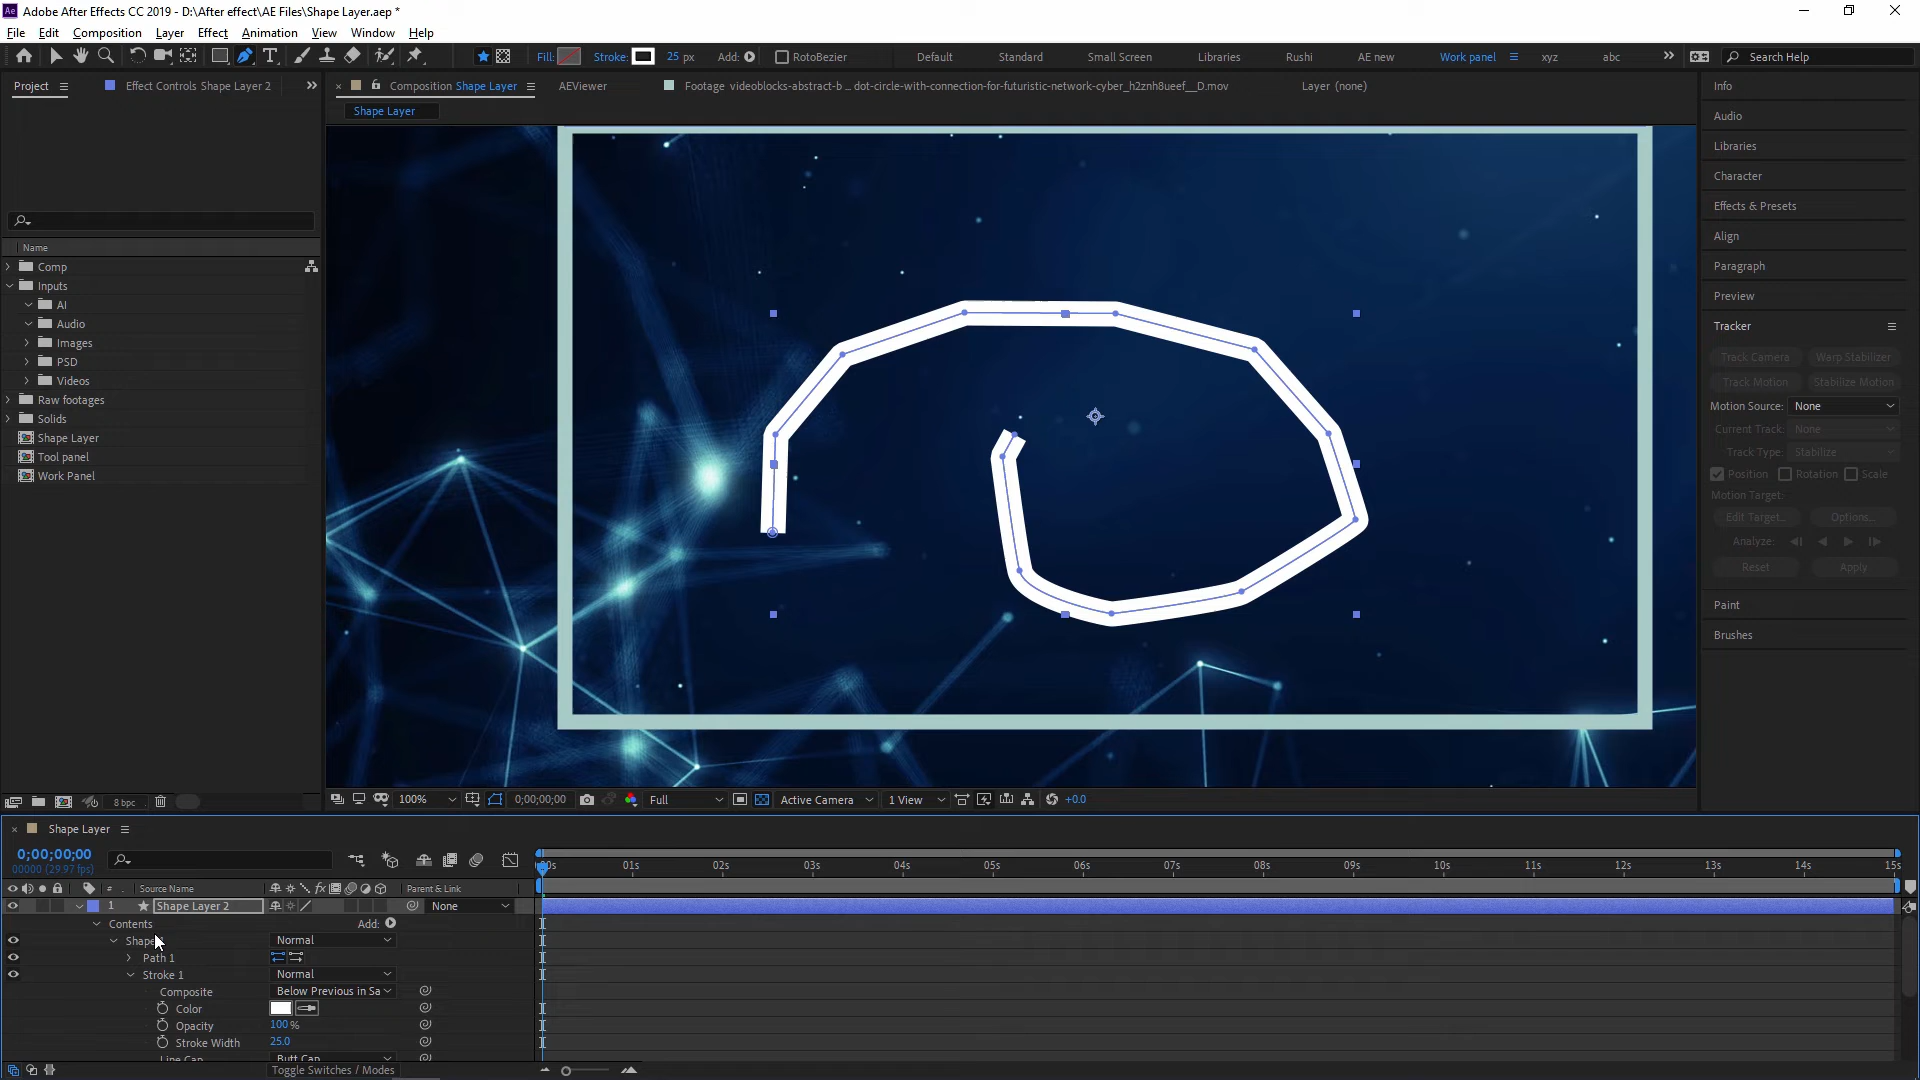 Adobe After Effects CC 2019 - D:\After effect\AE Files\Shape Layer.aep *
File Edit Composition Layer Effect Animation View Window Help
Fill: Stroke: 25 px Add: RotoBezier Default Standard Small Screen Libraries Rushi AE new Work panel xyz abc Search Help
Project Effect Controls Shape Layer 2
Composition Shape Layer AEViewer Footage videoblocks-abstract-b ... dot-circle-with-connection-for-futuristic-network-cyber_h2znh8ueef__D.mov Layer (none)
Shape Layer
Name
Comp
Inputs
AI
Audio
Images
PSD
Videos
Raw footages
Solids
Shape Layer
Tool panel
Work Panel
8 bpc
100% 0;00;00;00 Full Active Camera 1 View +0.0
Info
Audio
Libraries
Character
Effects & Presets
Align
Paragraph
Preview
Tracker
Track Camera Warp Stabilizer
Track Motion Stabilize Motion
Motion Source: None
Current Track: None
Track Type: Stabilize
Position Rotation Scale
Motion Target:
Edit Target... Options...
Analyze:
Reset Apply
Paint
Brushes
Shape Layer
0;00;00;00
00000 (29.97 fps)
01s 02s 03s 04s 05s 06s 07s 08s 09s 10s 11s 12s 13s 14s 15s
# Source Name Parent & Link
1 Shape Layer 2 None
Contents Add:
Normal
Path 1
Stroke 1 Normal
Composite Below Previous in Sa
Color
Opacity 100%
Stroke Width 25.0
Line Cap Butt Cap
Toggle Switches / Modes